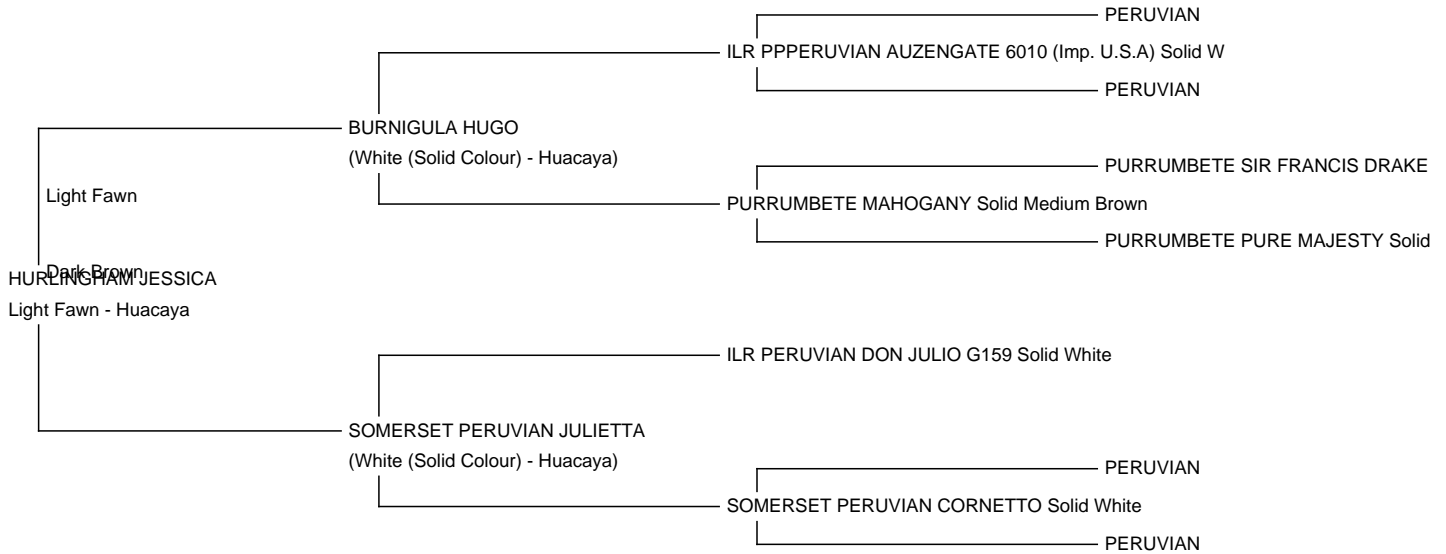 PERUVIAN
ILR PPPERUVIAN AUZENGATE 6010 (Imp. U.S.A) Solid W
PERUVIAN
BURNIGULA HUGO
(White (Solid Colour) - Huacaya)
PURRUMBETE SIR FRANCIS DRAKE
Light Fawn
PURRUMBETE MAHOGANY Solid Medium Brown
PURRUMBETE PURE MAJESTY Solid
Dark Brown
HURLINGHAM JESSICA
Light Fawn - Huacaya
ILR PERUVIAN DON JULIO G159 Solid White
SOMERSET PERUVIAN JULIETTA
(White (Solid Colour) - Huacaya)
PERUVIAN
SOMERSET PERUVIAN CORNETTO Solid White
PERUVIAN